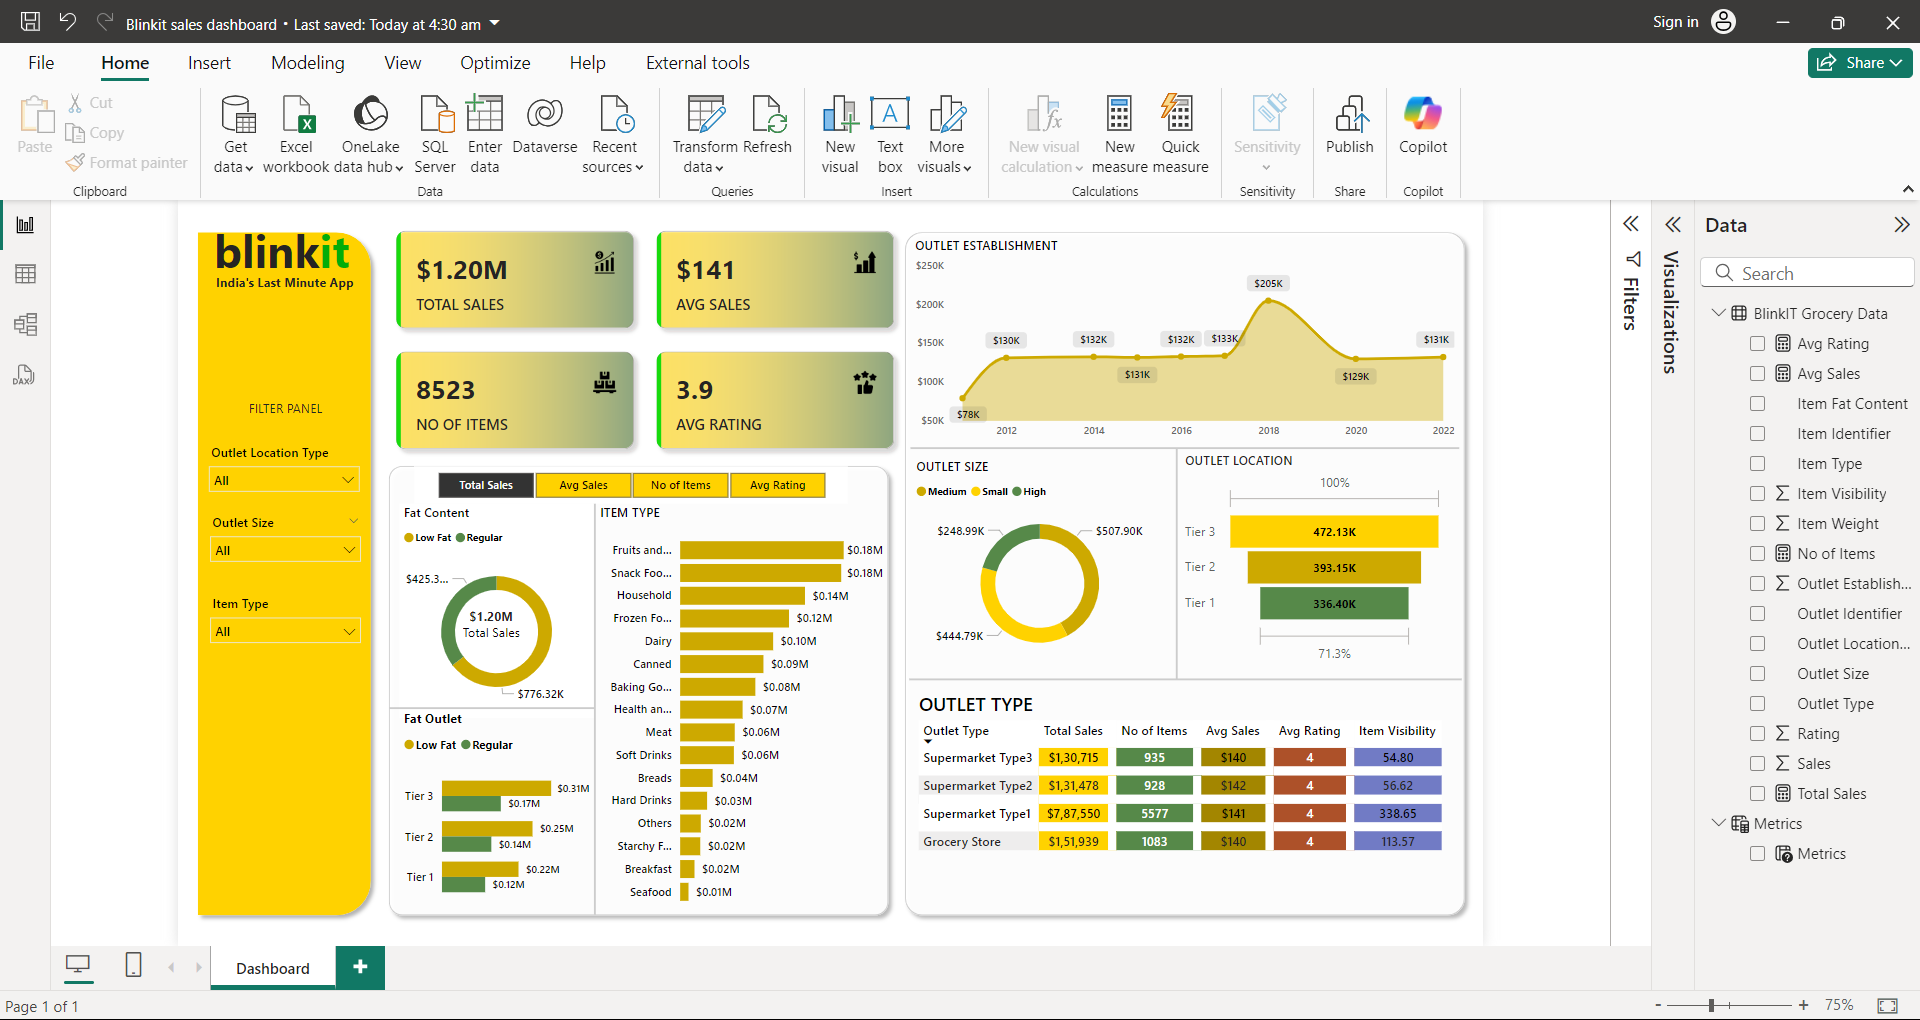 Blinkit sales dashboard • Last saved: Today at 4:30 am
Sign in
File Home Insert Modeling View Optimize Help External tools
Share
Paste
Cut
Copy
Format painter
Clipboard
Get data
Excel workbook
OneLake data hub
SQL Server
Enter data
Dataverse
Recent sources
Data
Transform data
Refresh
Queries
New visual
Text box
More visuals
Insert
New visual calculation
New measure
Quick measure
Calculations
Sensitivity
Sensitivity
Publish
Share
Copilot
Copilot
blinkit
India's Last Minute App
FILTER PANEL
Outlet Location Type
All
Outlet Size
All
Item Type
All
$1.20M
TOTAL SALES
$141
AVG SALES
8523
NO OF ITEMS
3.9
AVG RATING
Total Sales Avg Sales No of Items Avg Rating
Fat Content
Low Fat Regular
$425.3...
$1.20M
Total Sales
$776.32K
Fat Outlet
Low Fat Regular
Tier 3 $0.31M
$0.17M
Tier 2 $0.25M
$0.14M
Tier 1 $0.22M
$0.12M
ITEM TYPE
Fruits and... $0.18M
Snack Foo... $0.18M
Household $0.14M
Frozen Fo... $0.12M
Dairy $0.10M
Canned $0.09M
Baking Go... $0.08M
Health an... $0.07M
Meat $0.06M
Soft Drinks $0.06M
Breads $0.04M
Hard Drinks $0.03M
Others $0.02M
Starchy F... $0.02M
Breakfast $0.02M
Seafood $0.01M
OUTLET ESTABLISHMENT
$250K
$200K
$150K
$100K
$50K
$78K
$130K
$132K
$131K
$132K
$133K
$205K
$129K
$131K
2012 2014 2016 2018 2020 2022
OUTLET SIZE
Medium Small High
$248.99K
$507.90K
$444.79K
OUTLET LOCATION
100%
Tier 3 472.13K
Tier 2 393.15K
Tier 1 336.40K
71.3%
OUTLET TYPE
Outlet Type Total Sales No of Items Avg Sales Avg Rating Item Visibility
Supermarket Type3 $1,30,715 935 $140 4 54.80
Supermarket Type2 $1,31,478 928 $142 4 56.62
Supermarket Type1 $7,87,550 5577 $141 4 338.65
Grocery Store $1,51,939 1083 $140 4 113.57
Filters
Visualizations
Data
Search
BlinkIT Grocery Data
Avg Rating
Avg Sales
Item Fat Content
Item Identifier
Item Type
Item Visibility
Item Weight
No of Items
Outlet Establish...
Outlet Identifier
Outlet Location...
Outlet Size
Outlet Type
Rating
Sales
Total Sales
Metrics
Metrics
Dashboard
Page 1 of 1
- + 75%